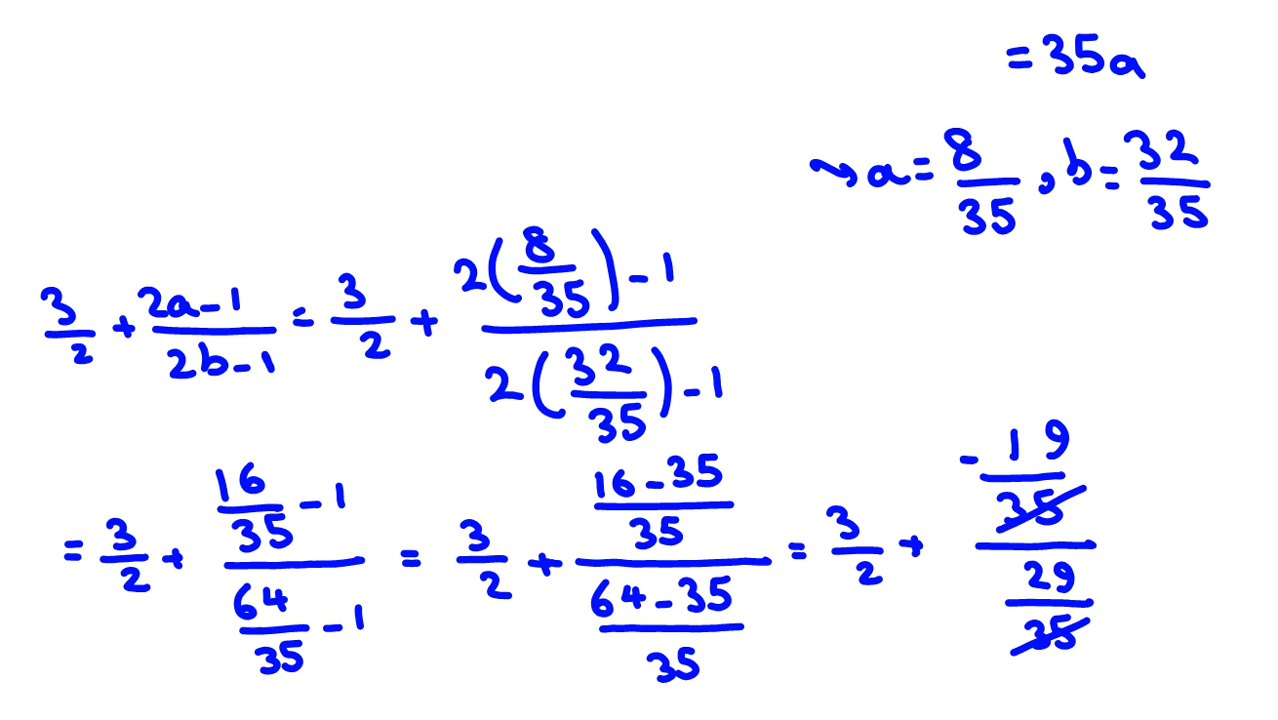 = 35a
→ a = 8/35 , b = 32/35
3/2 + (2a - 1)/(2b - 1) = 3/2 + (2(8/35) - 1)/(2(32/35) - 1)
= 3/2 + (16/35 - 1)/(64/35 - 1) = 3/2 + ((16 - 35)/35)/((64 - 35)/35) = 3/2 + (-19/35)/(29/35)